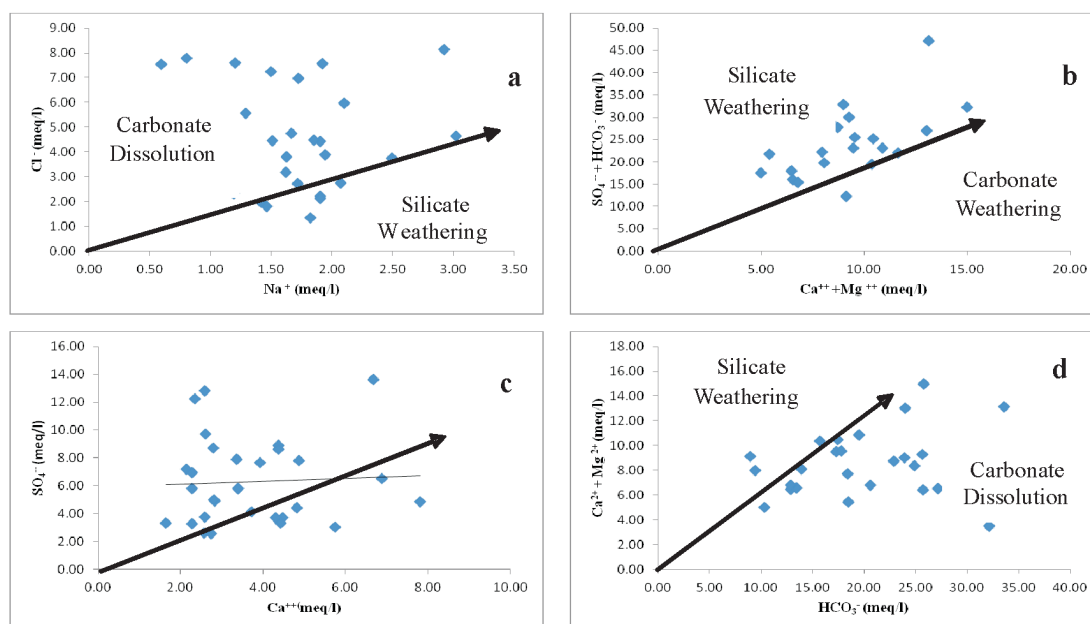 9.00
8.00
7.00
6.00
5.00
4.00
3.00
2.00
1.00
0.00
Cl⁻ (meq/l)
a
Carbonate
Dissolution
Silicate
Weathering
0.00 0.50 1.00 1.50 2.00 2.50 3.00 3.50
Na⁺ (meq/l)
50.00
45.00
40.00
35.00
30.00
25.00
20.00
15.00
10.00
5.00
0.00
SO₄⁻⁻ + HCO₃⁻ (meq/l)
b
Silicate
Weathering
Carbonate
Weathering
0.00 5.00 10.00 15.00 20.00
Ca⁺⁺ +Mg⁺⁺ (meq/l)
16.00
14.00
12.00
10.00
8.00
6.00
4.00
2.00
0.00
SO₄⁻ (meq/l)
c
0.00 2.00 4.00 6.00 8.00 10.00
Ca⁺⁺(meq/l)
18.00
16.00
14.00
12.00
10.00
8.00
6.00
4.00
2.00
0.00
Ca²⁺ + Mg²⁺ (meq/l)
d
Silicate
Weathering
Carbonate
Dissolution
0.00 5.00 10.00 15.00 20.00 25.00 30.00 35.00 40.00
HCO₃⁻ (meq/l)